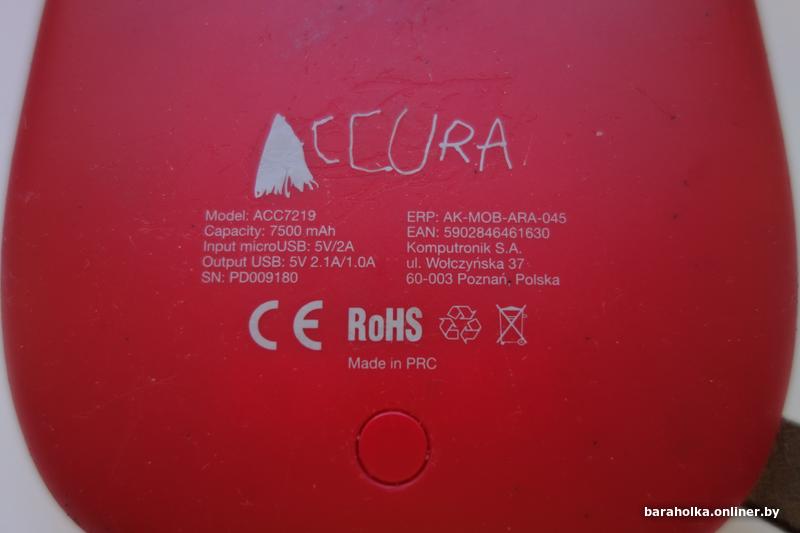 ACCURA
Model: ACC7219
Capacity: 7500 mAh
Input microUSB: 5V/2A
Output USB: 5V 2.1A/1.0A
SN: PD009180
ERP: AK-MOB-ARA-045
EAN: 5902846461630
Komputronik S.A.
ul. Wołczyńska 37
60-003 Poznań, Polska
CE RoHS
Made in PRC
baraholka.onliner.by